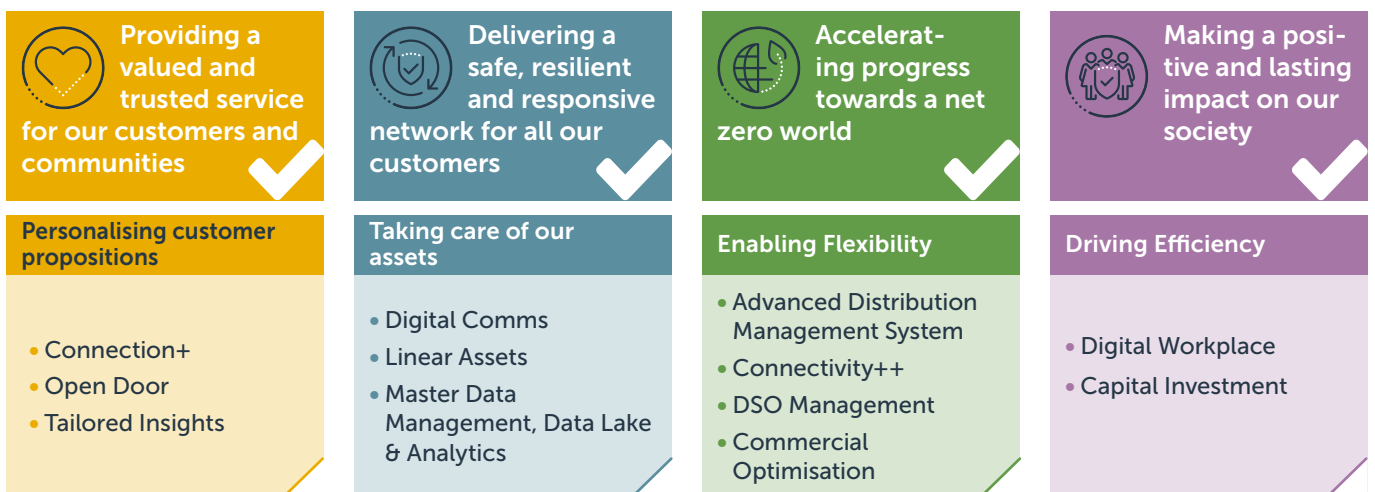 Providing a
valued and
trusted service
for our customers and
communities
Delivering a
safe, resilient
and responsive
network for all our
customers
Accelerat-
ing progress
towards a net
zero world
Making a posi-
tive and lasting
impact on our
society
Personalising customer
propositions
• Connection+
• Open Door
• Tailored Insights
Taking care of our
assets
• Digital Comms
• Linear Assets
• Master Data
Management, Data Lake
& Analytics
Enabling Flexibility
• Advanced Distribution
Management System
• Connectivity++
• DSO Management
• Commercial
Optimisation
Driving Efficiency
• Digital Workplace
• Capital Investment